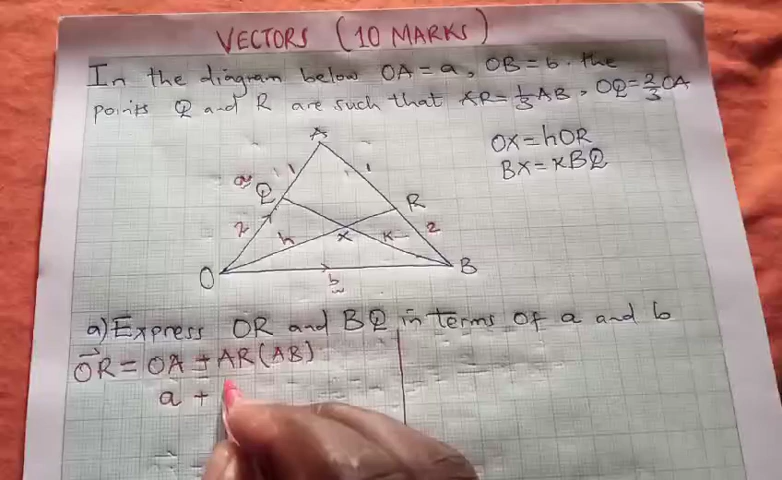 VECTORS (10 MARKS)
In the diagram below OA = a, OB = b. the
points Q and R are such that AR = 1/3 AB, OQ = 2/3 OA
OX = hOR
BX = KBQ
A
a
1
1
Q
R
2
h
x
K
2
O
B
b
a) Express OR and BQ in terms of a and b
OR = OA + AR (AB)
a +